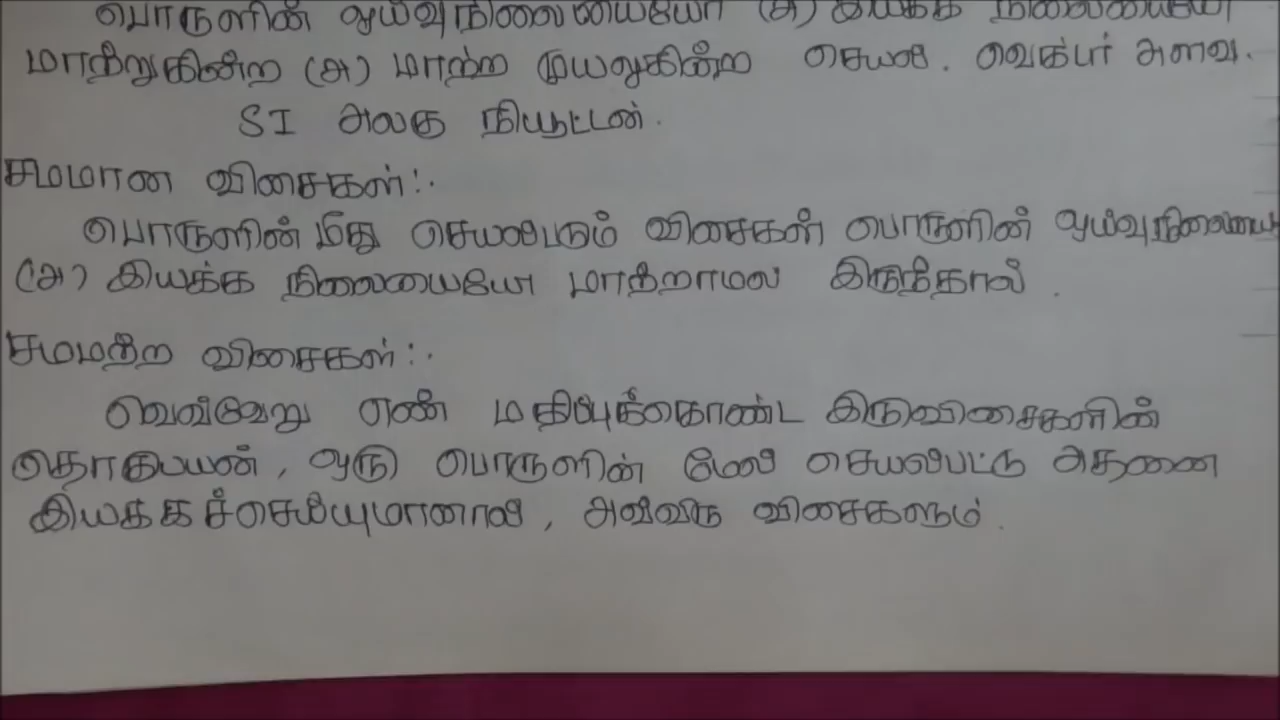 பொருளின் ஓய்வுநிலையையோ (அ) இயக்க நிலையையோ
மாற்றுகின்ற (அ) மாற்ற முயலுகின்ற செயல். வெக்டர் அளவு.
SI அலகு நியூட்டன்.
சமமான விசைகள்:.
பொருளின் மீது செயல்படும் விசைகள் பொருளின் ஓய்வுநிலையை
(அ) இயக்க நிலையையோ மாற்றாமல் இருந்தால் .
சமமற்ற விசைகள்:.
வெவ்வேறு எண் மதிப்புக்கொண்ட இருவிசைகளின்
தொகுபயன், ஒரு பொருளின் மேல் செயல்பட்டு அதனை
இயக்கச்செய்யுமானால், அவ்விரு விசைகளும்.